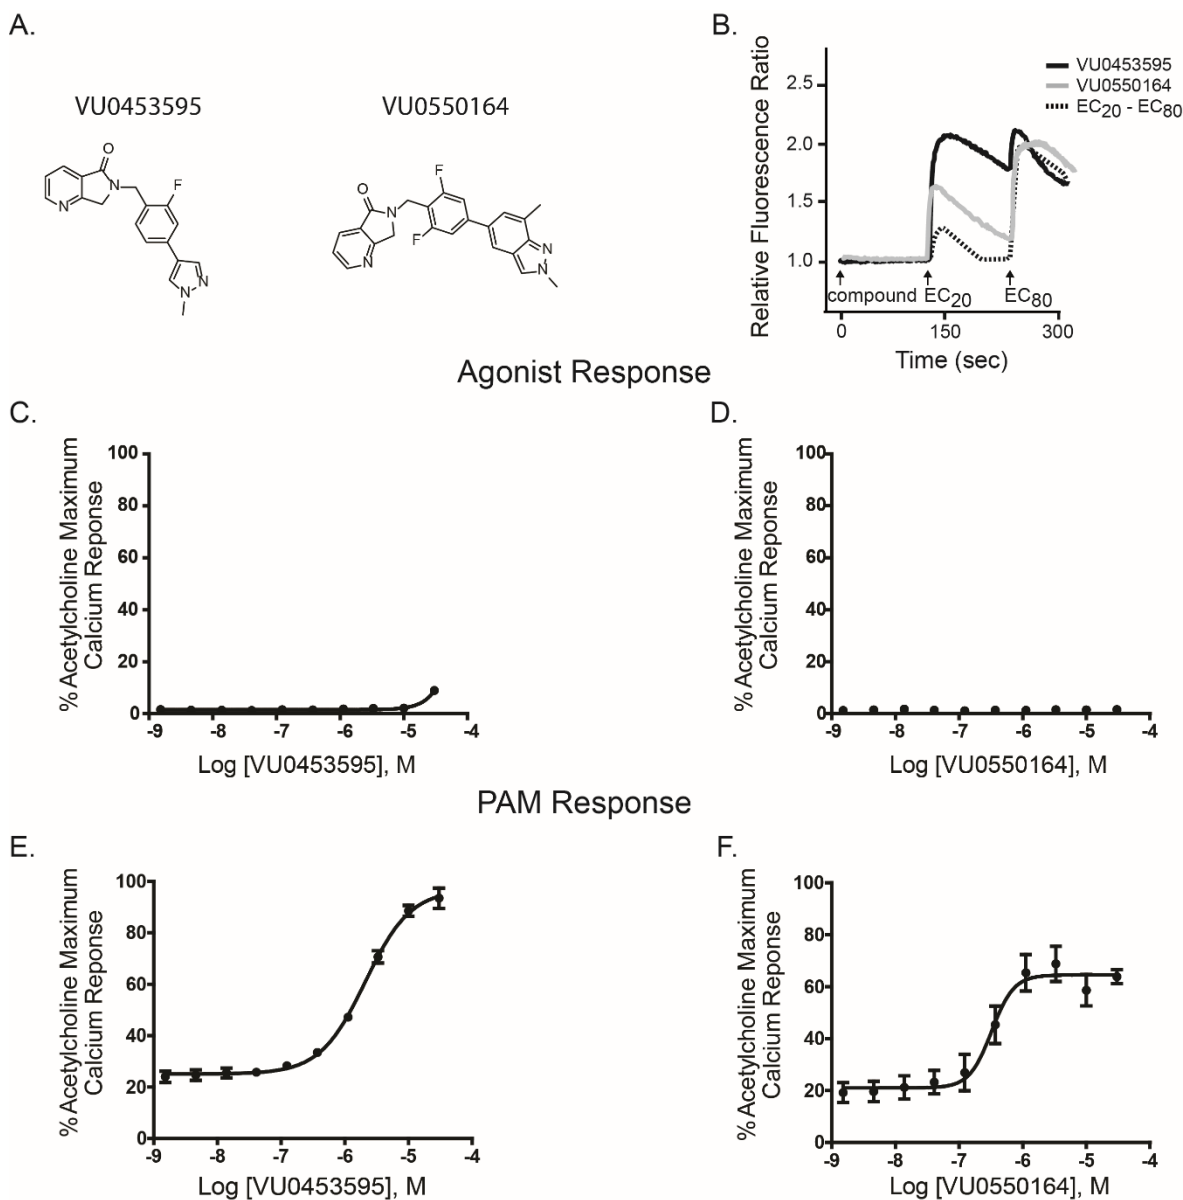 A.
B.
VU0453595
VU0550164
O
N
N
F
N
N
O
N
N
F
F
N
N
Relative Fluorescence Ratio
2.5
2.0
1.5
1.0
VU0453595
VU0550164
EC20 - EC80
compound
EC20
EC80
0
150
300
Time (sec)
Agonist Response
C.
% Acetylcholine Maximum
Calcium Reponse
100
80
60
40
20
0
-9
-8
-7
-6
-5
-4
Log [VU0453595], M
D.
% Acetylcholine Maximum
Calcium Reponse
100
80
60
40
20
0
-9
-8
-7
-6
-5
-4
Log [VU0550164], M
PAM Response
E.
% Acetylcholine Maximum
Calcium Reponse
100
80
60
40
20
0
-9
-8
-7
-6
-5
-4
Log [VU0453595], M
F.
% Acetylcholine Maximum
Calcium Reponse
100
80
60
40
20
0
-9
-8
-7
-6
-5
-4
Log [VU0550164], M